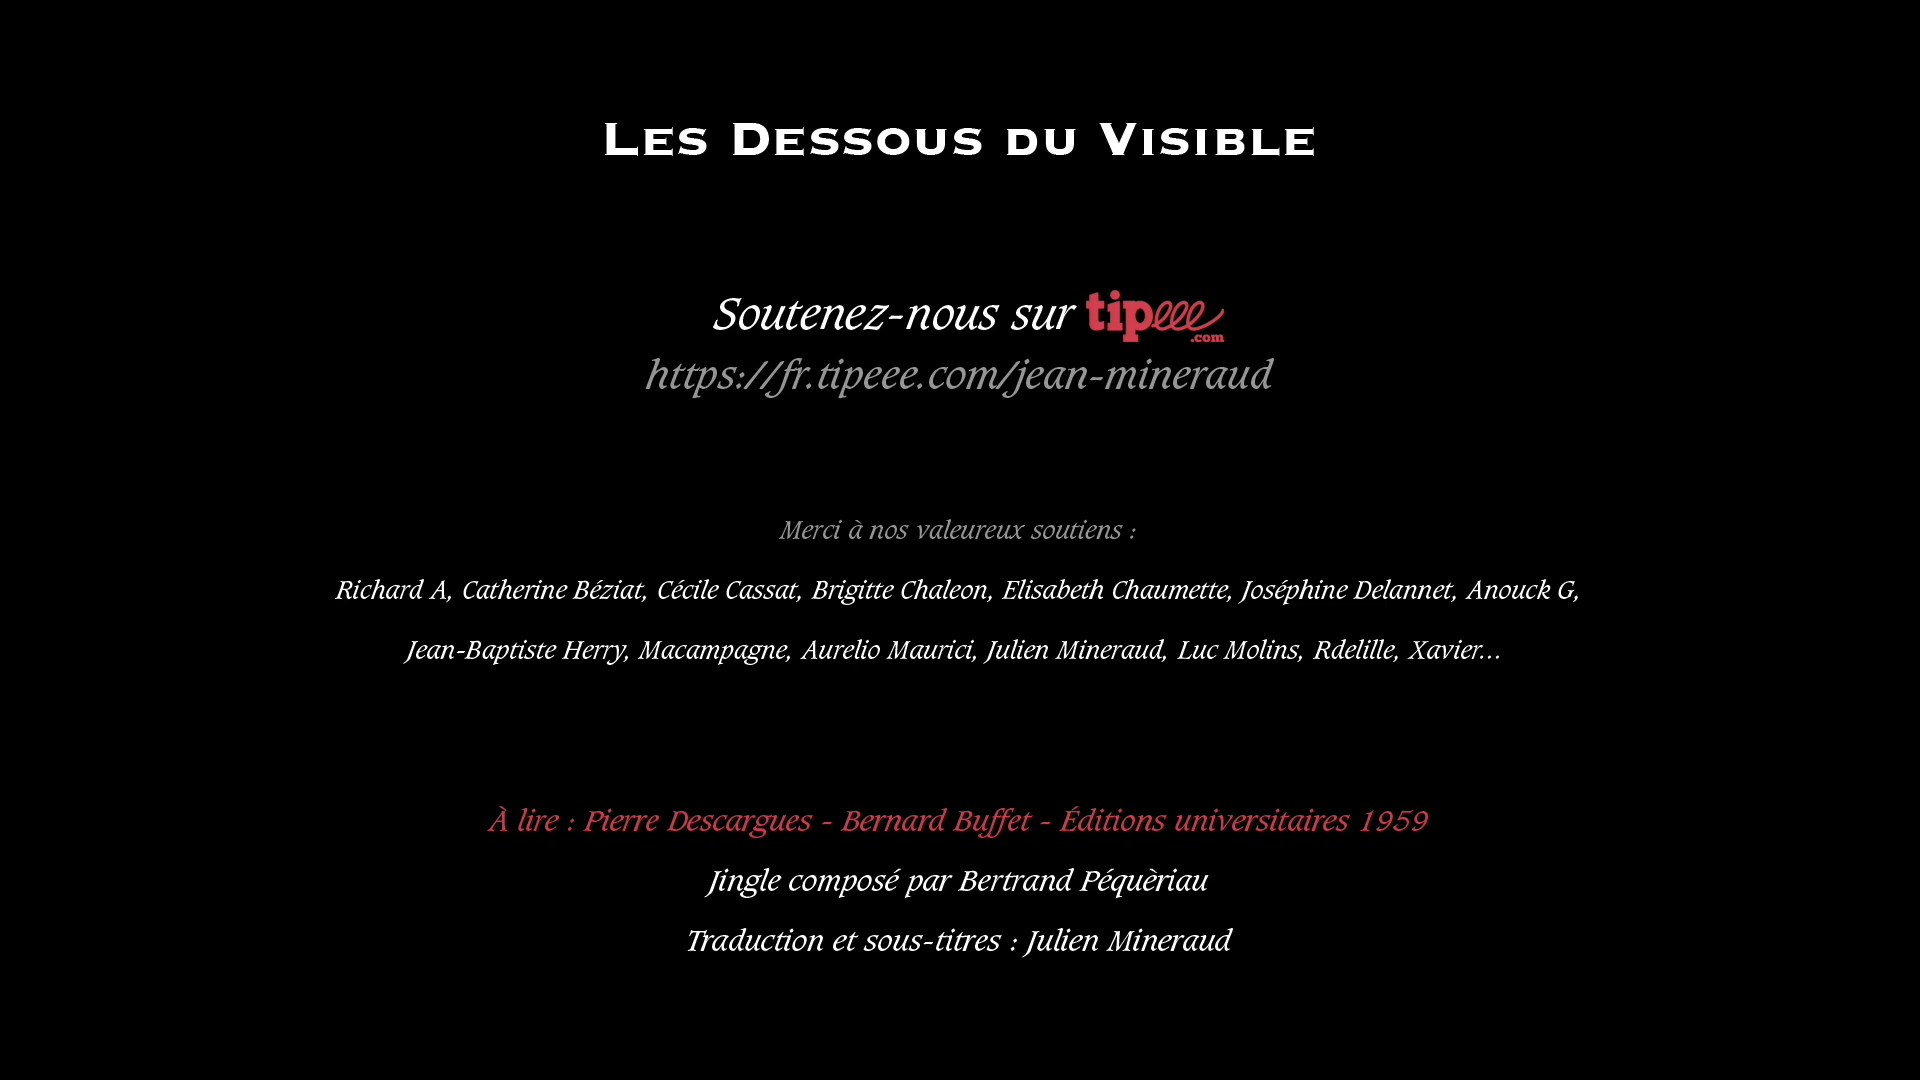 Les Dessous du Visible
Soutenez-nous sur tipeee.com
https://fr.tipeee.com/jean-mineraud
Merci à nos valeureux soutiens :
Richard A, Catherine Béziat, Cécile Cassat, Brigitte Chaleon, Elisabeth Chaumette, Joséphine Delannet, Anouck G,
Jean-Baptiste Herry, Macampagne, Aurelio Maurici, Julien Mineraud, Luc Molins, Rdelille, Xavier...
À lire : Pierre Descargues - Bernard Buffet - Éditions universitaires 1959
Jingle composé par Bertrand Péquèriau
Traduction et sous-titres : Julien Mineraud